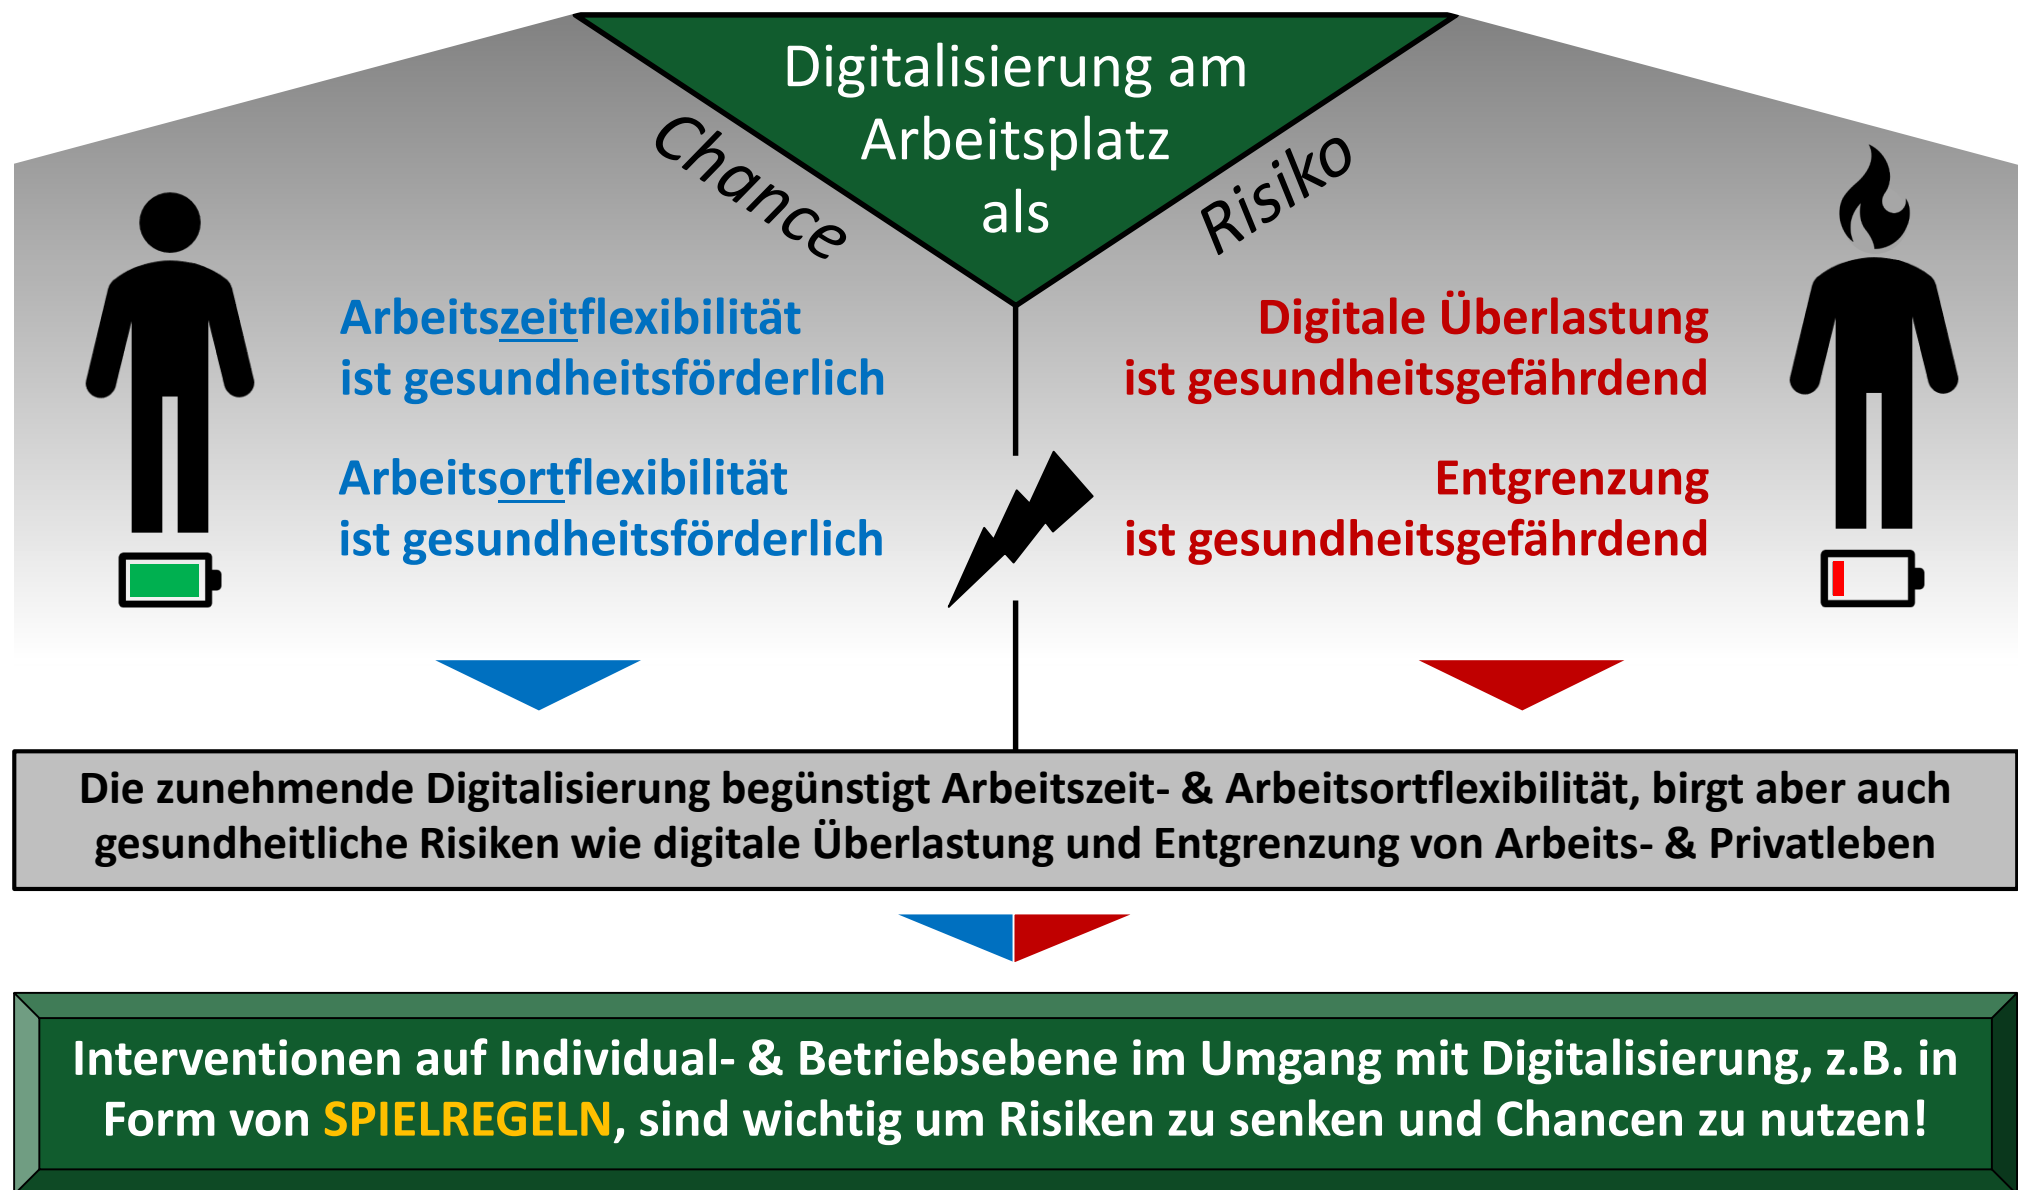 Digitalisierung am
Arbeitsplatz
als
Chance
Risiko
Arbeitszeitflexibilität
ist gesundheitsförderlich
Arbeitsortflexibilität
ist gesundheitsförderlich
Digitale Überlastung
ist gesundheitsgefährdend
Entgrenzung
ist gesundheitsgefährdend
Die zunehmende Digitalisierung begünstigt Arbeitszeit- & Arbeitsortflexibilität, birgt aber auch
gesundheitliche Risiken wie digitale Überlastung und Entgrenzung von Arbeits- & Privatleben
Interventionen auf Individual- & Betriebsebene im Umgang mit Digitalisierung, z.B. in
Form von SPIELREGELN, sind wichtig um Risiken zu senken und Chancen zu nutzen!